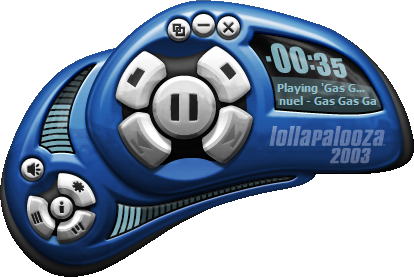 -00:35
Playing 'Gas G...
nuel - Gas Gas Ga
lollapalooza
2003
i